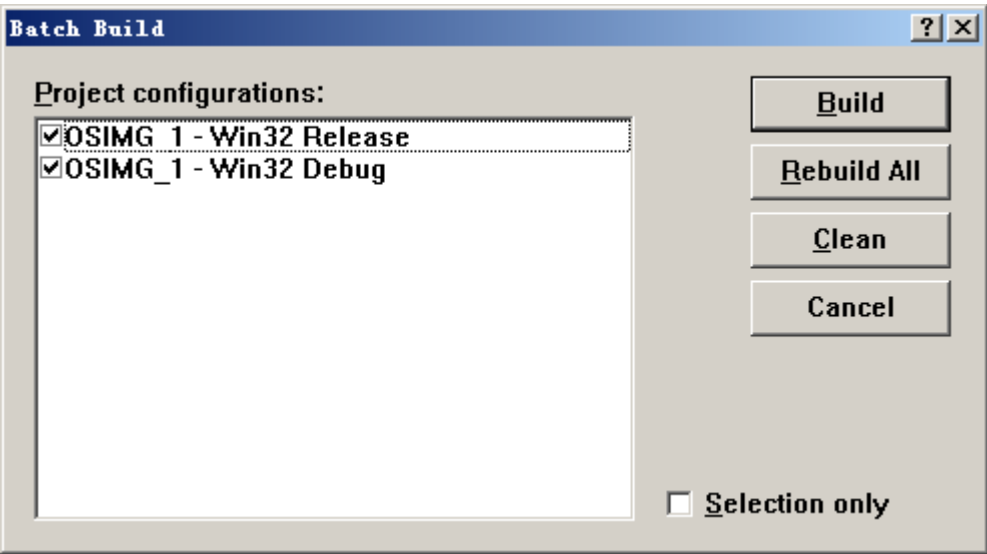 Batch Build
Project configurations:
OSIMG_1 - Win32 Release
OSIMG_1 - Win32 Debug
Build
Rebuild All
Clean
Cancel
Selection only